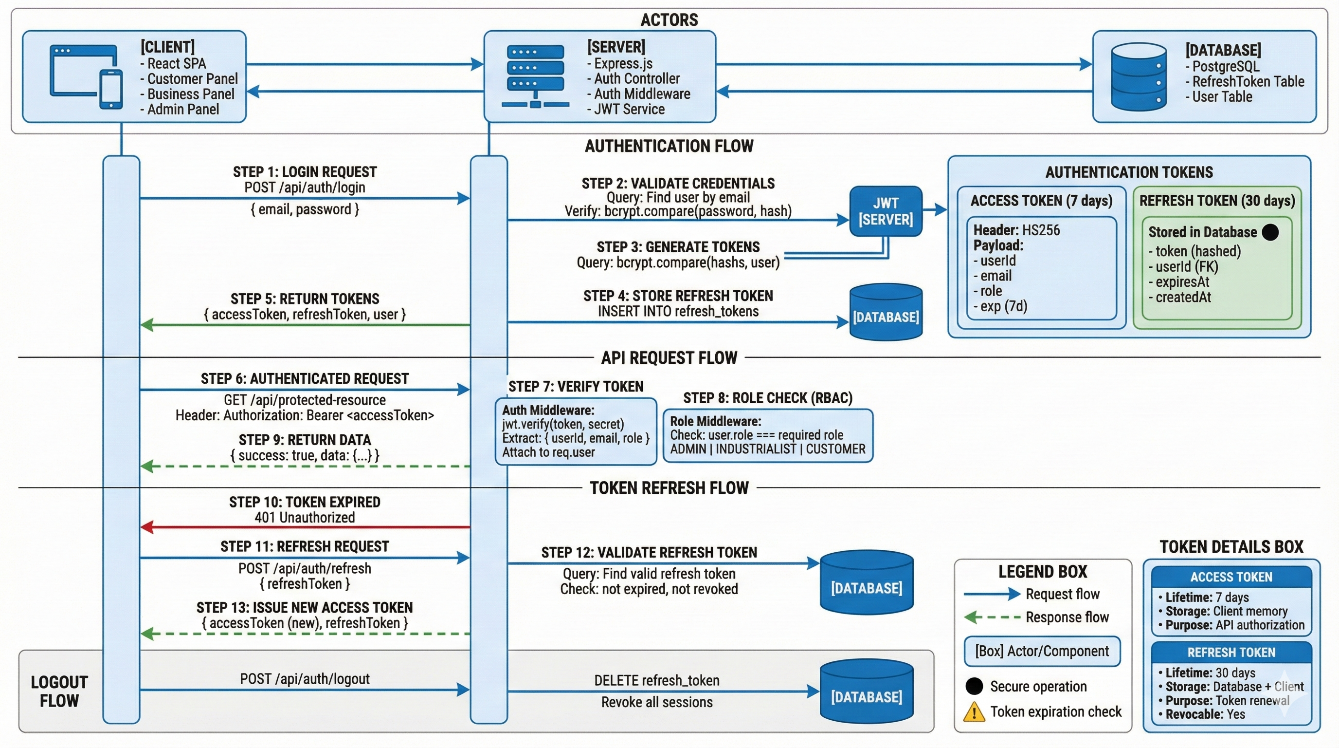 ACTORS
[CLIENT]
- React SPA
- Customer Panel
- Business Panel
- Admin Panel
[SERVER]
- Express.js
- Auth Controller
- Auth Middleware
- JWT Service
[DATABASE]
- PostgreSQL
- RefreshToken Table
- User Table
AUTHENTICATION FLOW
STEP 1: LOGIN REQUEST
POST /api/auth/login
{ email, password }
STEP 2: VALIDATE CREDENTIALS
Query: Find user by email
Verify: bcrypt.compare(password, hash)
JWT
[SERVER]
STEP 3: GENERATE TOKENS
Query: bcrypt.compare(hashs, user)
STEP 4: STORE REFRESH TOKEN
INSERT INTO refresh_tokens
[DATABASE]
STEP 5: RETURN TOKENS
{ accessToken, refreshToken, user }
AUTHENTICATION TOKENS
ACCESS TOKEN (7 days)
Header: HS256
Payload:
- userId
- email
- role
- exp (7d)
REFRESH TOKEN (30 days)
Stored in Database
- token (hashed)
- userId (FK)
- expiresAt
- createdAt
API REQUEST FLOW
STEP 6: AUTHENTICATED REQUEST
GET /api/protected-resource
Header: Authorization: Bearer <accessToken>
STEP 7: VERIFY TOKEN
Auth Middleware:
jwt.verify(token, secret)
Extract: { userId, email, role }
Attach to req.user
STEP 8: ROLE CHECK (RBAC)
Role Middleware:
Check: user.role === required role
ADMIN | INDUSTRIALIST | CUSTOMER
STEP 9: RETURN DATA
{ success: true, data: {...} }
TOKEN REFRESH FLOW
STEP 10: TOKEN EXPIRED
401 Unauthorized
STEP 11: REFRESH REQUEST
POST /api/auth/refresh
{ refreshToken }
STEP 12: VALIDATE REFRESH TOKEN
Query: Find valid refresh token
Check: not expired, not revoked
[DATABASE]
STEP 13: ISSUE NEW ACCESS TOKEN
{ accessToken (new), refreshToken }
LOGOUT
FLOW
POST /api/auth/logout
DELETE refresh_token
Revoke all sessions
[DATABASE]
LEGEND BOX
Request flow
Response flow
[Box] Actor/Component
Secure operation
Token expiration check
TOKEN DETAILS BOX
ACCESS TOKEN
• Lifetime: 7 days
• Storage: Client memory
• Purpose: API authorization
REFRESH TOKEN
• Lifetime: 30 days
• Storage: Database + Client
• Purpose: Token renewal
• Revocable: Yes